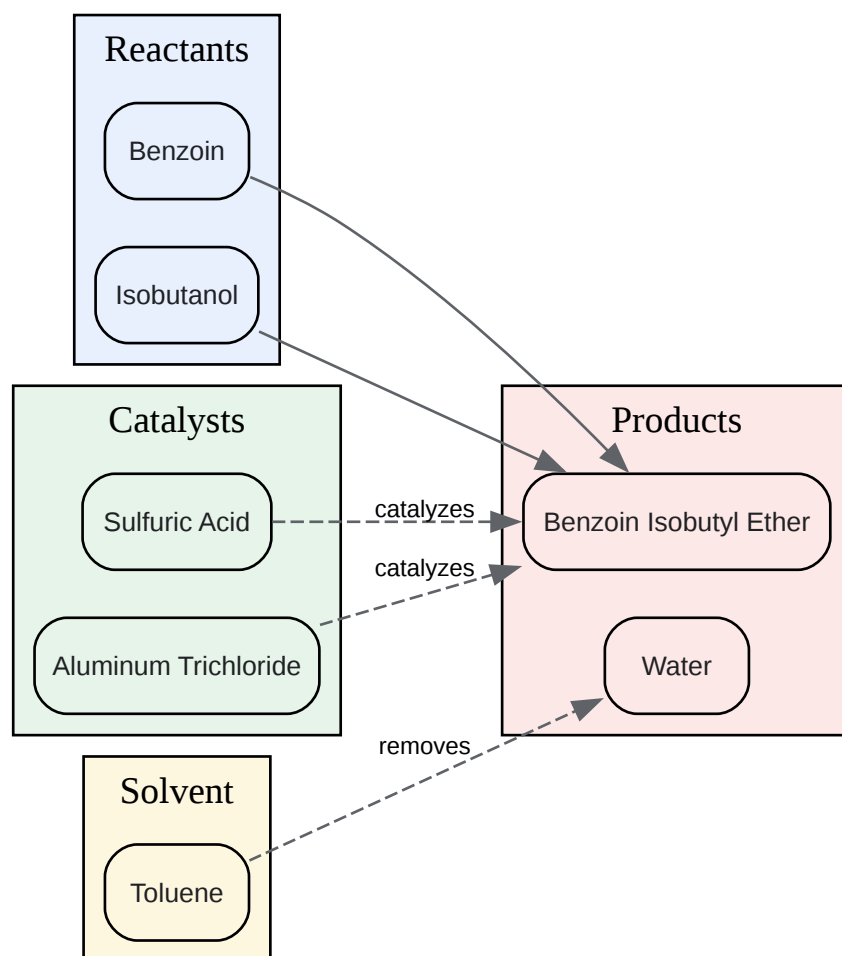 Reactants
Benzoin
Isobutanol
Catalysts
Sulfuric Acid
Aluminum Trichloride
catalyzes
catalyzes
Products
Benzoin Isobutyl Ether
Water
removes
Solvent
Toluene